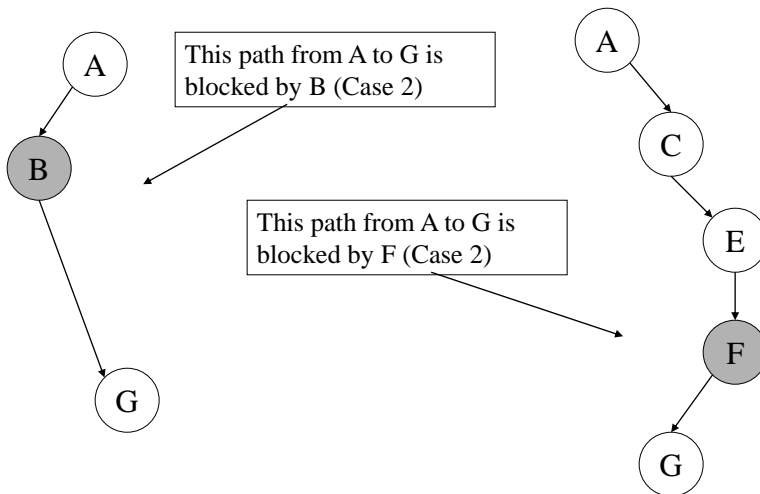 A
B
G
This path from A to G is
blocked by B (Case 2)
This path from A to G is
blocked by F (Case 2)
A
C
E
F
G